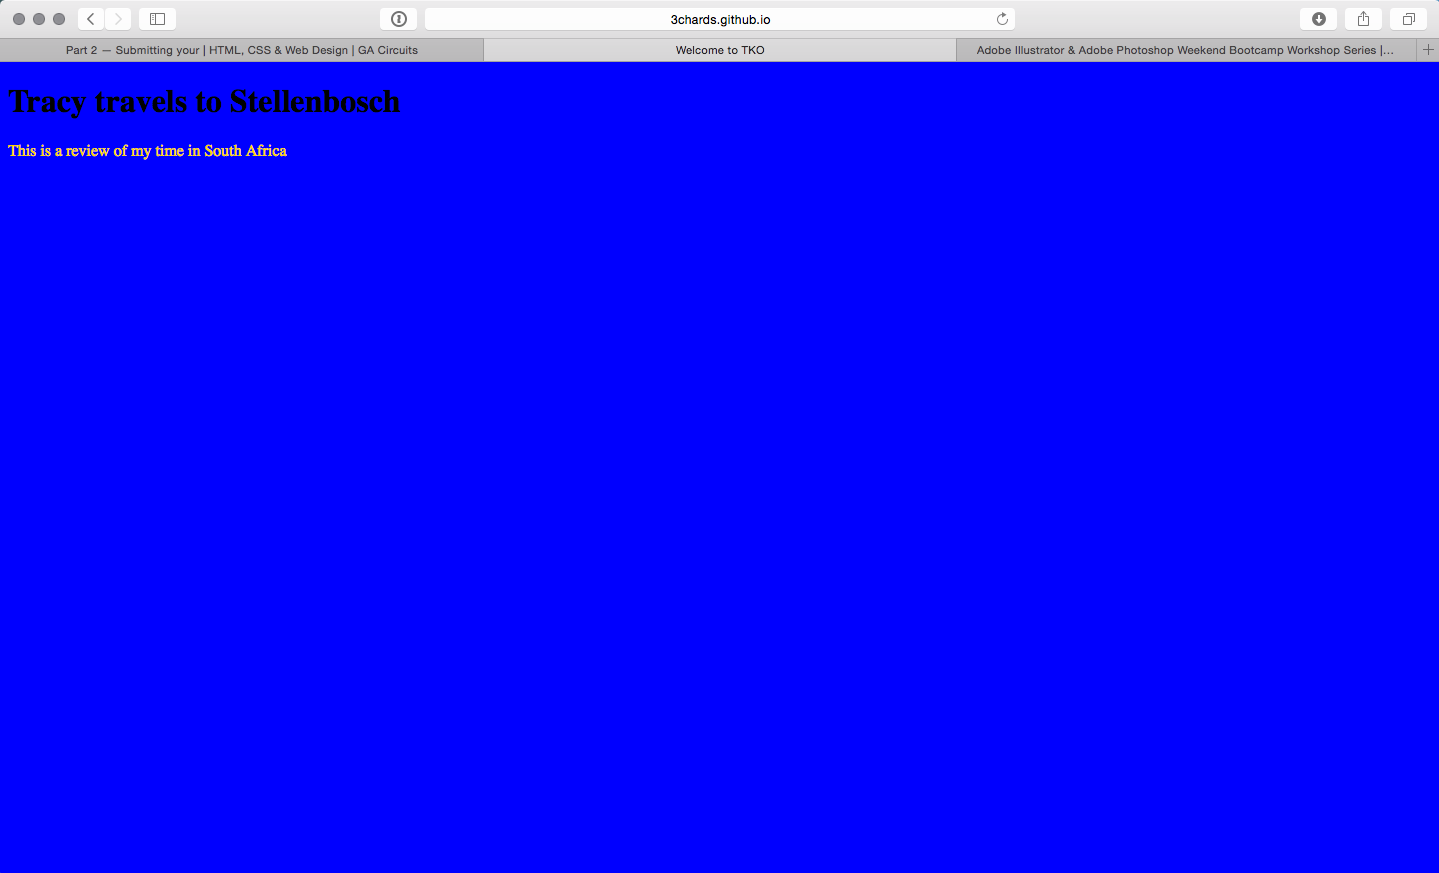 3chards.github.io
Part 2 — Submitting your | HTML, CSS & Web Design | GA Circuits
Welcome to TKO
Adobe Illustrator & Adobe Photoshop Weekend Bootcamp Workshop Series |...
Tracy travels to Stellenbosch
This is a review of my time in South Africa